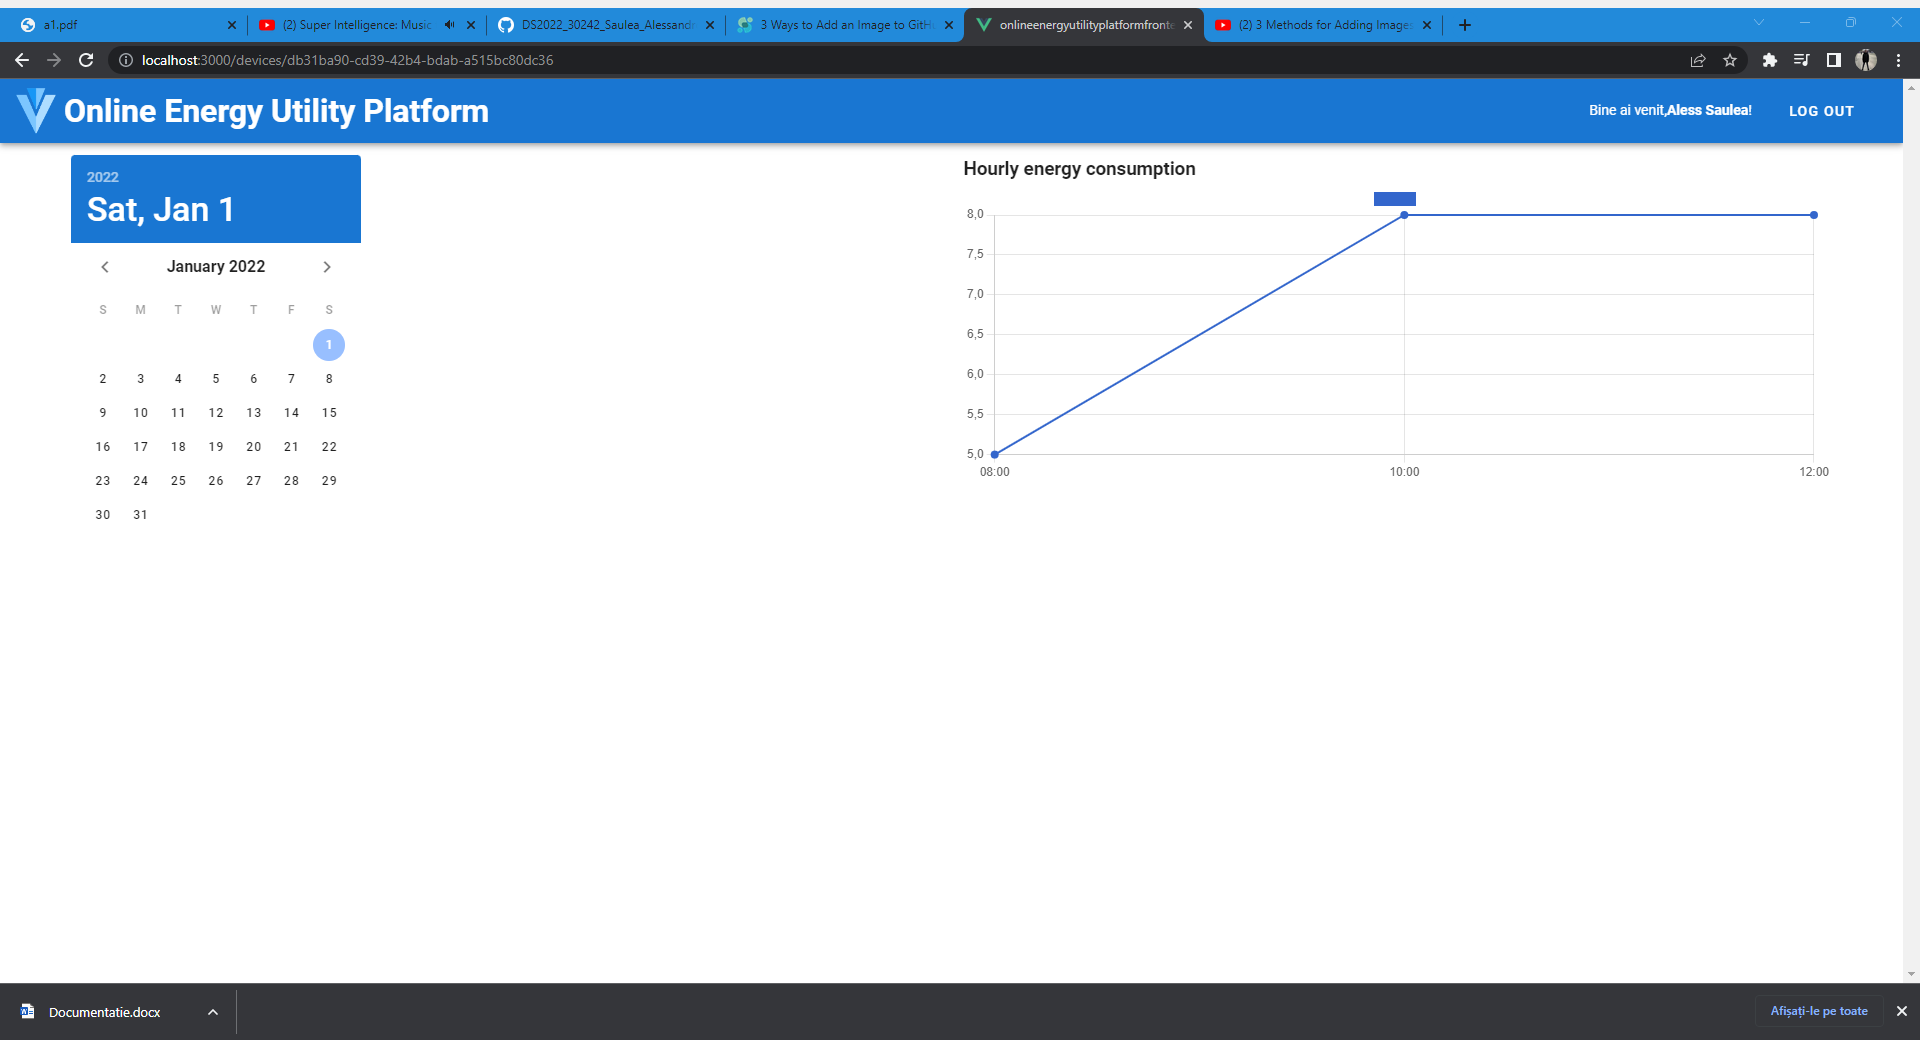 a1.pdf
(2) Super Intelligence: Music
DS2022_30242_Saulea_Alessandr
3 Ways to Add an Image to GitHu
onlineenergyutilityplatformfronte
(2) 3 Methods for Adding Images
localhost:3000/devices/db31ba90-cd39-42b4-bdab-a515bc80dc36
Online Energy Utility Platform
Bine ai venit,Aless Saulea!
LOG OUT
2022
Sat, Jan 1
January 2022
S M T W T F S
1
2 3 4 5 6 7 8
9 10 11 12 13 14 15
16 17 18 19 20 21 22
23 24 25 26 27 28 29
30 31
Hourly energy consumption
8,0
7,5
7,0
6,5
6,0
5,5
5,0
08:00 10:00 12:00
Documentatie.docx
Afișați-le pe toate